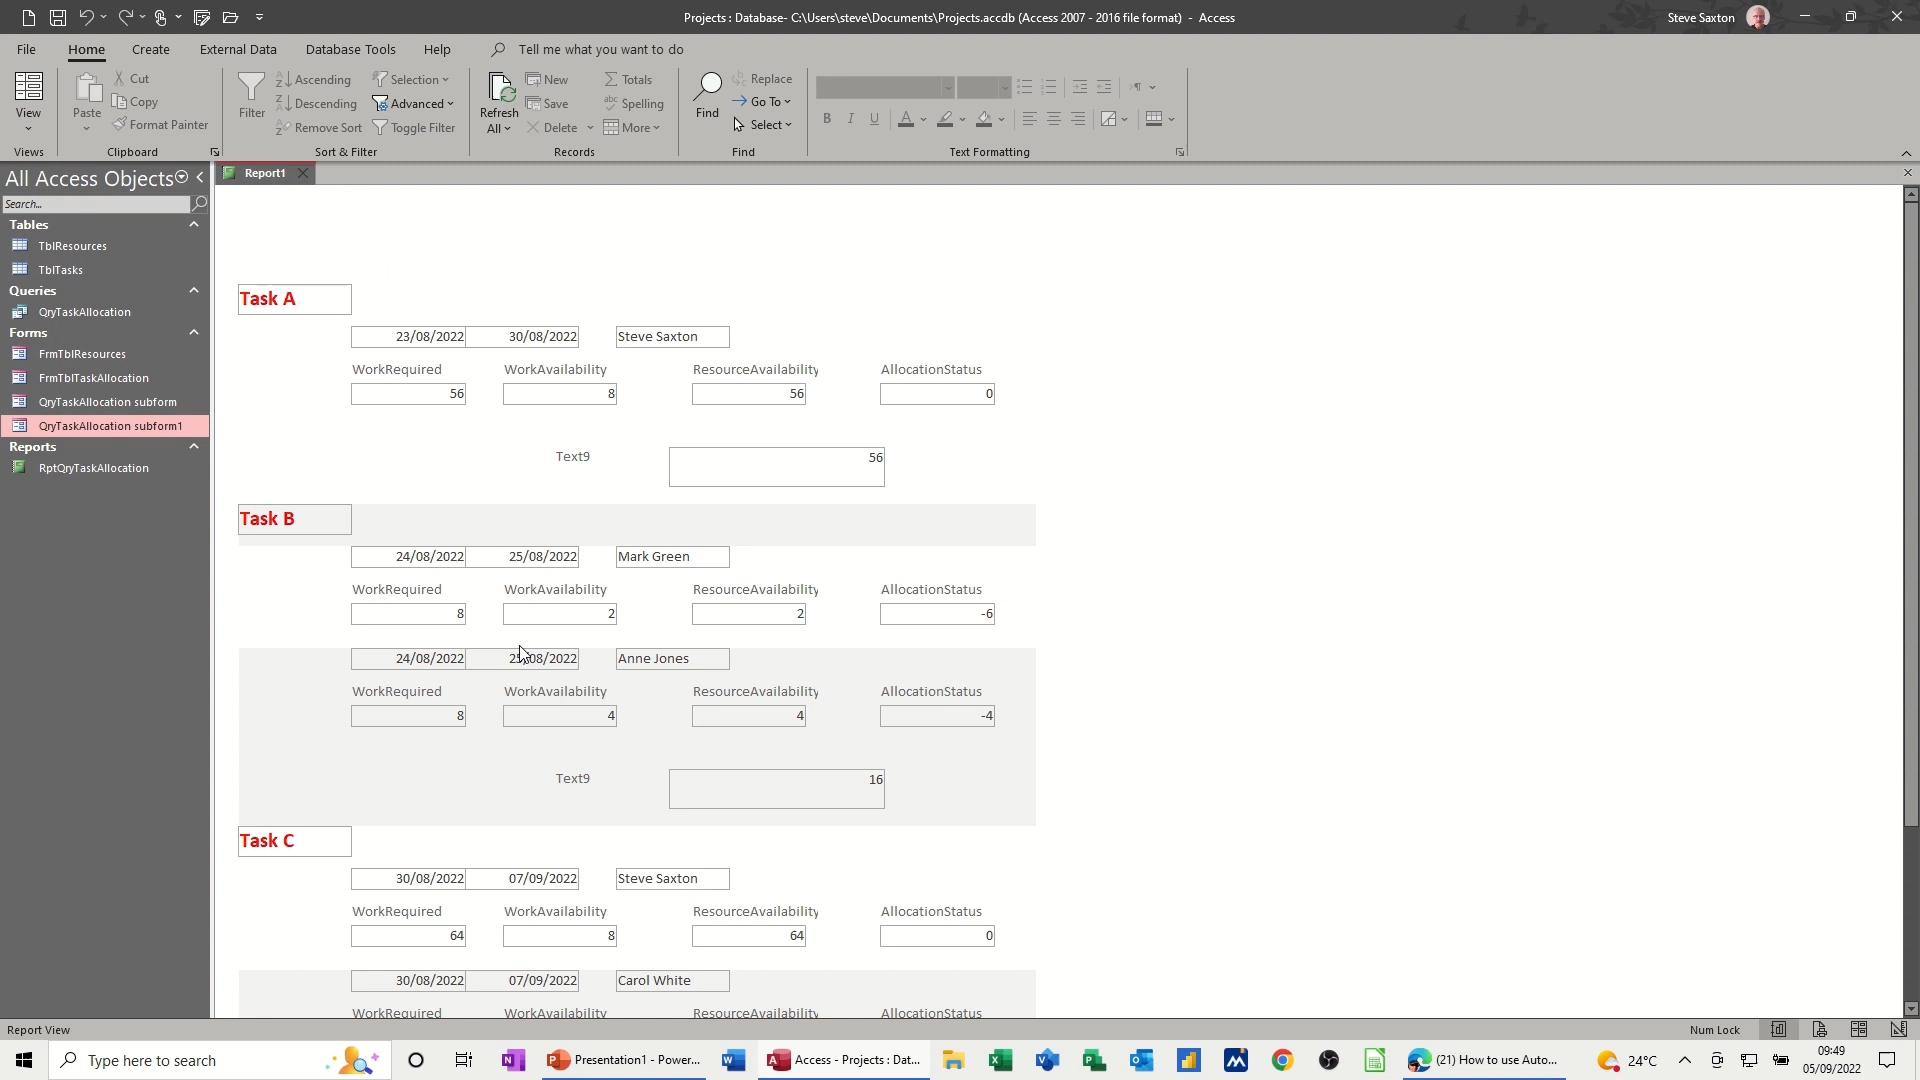 Projects : Database- C:\Users\steve\Documents\Projects.accdb (Access 2007 - 2016 file format)  -  Access
Steve Saxton
File Home Create External Data Database Tools Help Tell me what you want to do
View
Views
Paste
Cut
Copy
Format Painter
Clipboard
Filter
Ascending
Descending
Remove Sort
Selection
Advanced
Toggle Filter
Sort & Filter
Refresh
All
New
Save
Delete
Totals
Spelling
More
Records
Find
Replace
Go To
Select
Find
B I U
Text Formatting
All Access Objects
Search...
Tables
TblResources
TblTasks
Queries
QryTaskAllocation
Forms
FrmTblResources
FrmTblTaskAllocation
QryTaskAllocation subform
QryTaskAllocation subform1
Reports
RptQryTaskAllocation
Report1
Task A
23/08/2022 30/08/2022 Steve Saxton
WorkRequired WorkAvailability ResourceAvailability AllocationStatus
56 8 56 0
Text9 56
Task B
24/08/2022 25/08/2022 Mark Green
WorkRequired WorkAvailability ResourceAvailability AllocationStatus
8 2 2 -6
24/08/2022 25/08/2022 Anne Jones
WorkRequired WorkAvailability ResourceAvailability AllocationStatus
8 4 4 -4
Text9 16
Task C
30/08/2022 07/09/2022 Steve Saxton
WorkRequired WorkAvailability ResourceAvailability AllocationStatus
64 8 64 0
30/08/2022 07/09/2022 Carol White
WorkRequired WorkAvailability ResourceAvailability AllocationStatus
Report View
Num Lock
Type here to search
Presentation1 - Power...
Access - Projects : Dat...
(21) How to use Auto...
24°C
09:49
05/09/2022